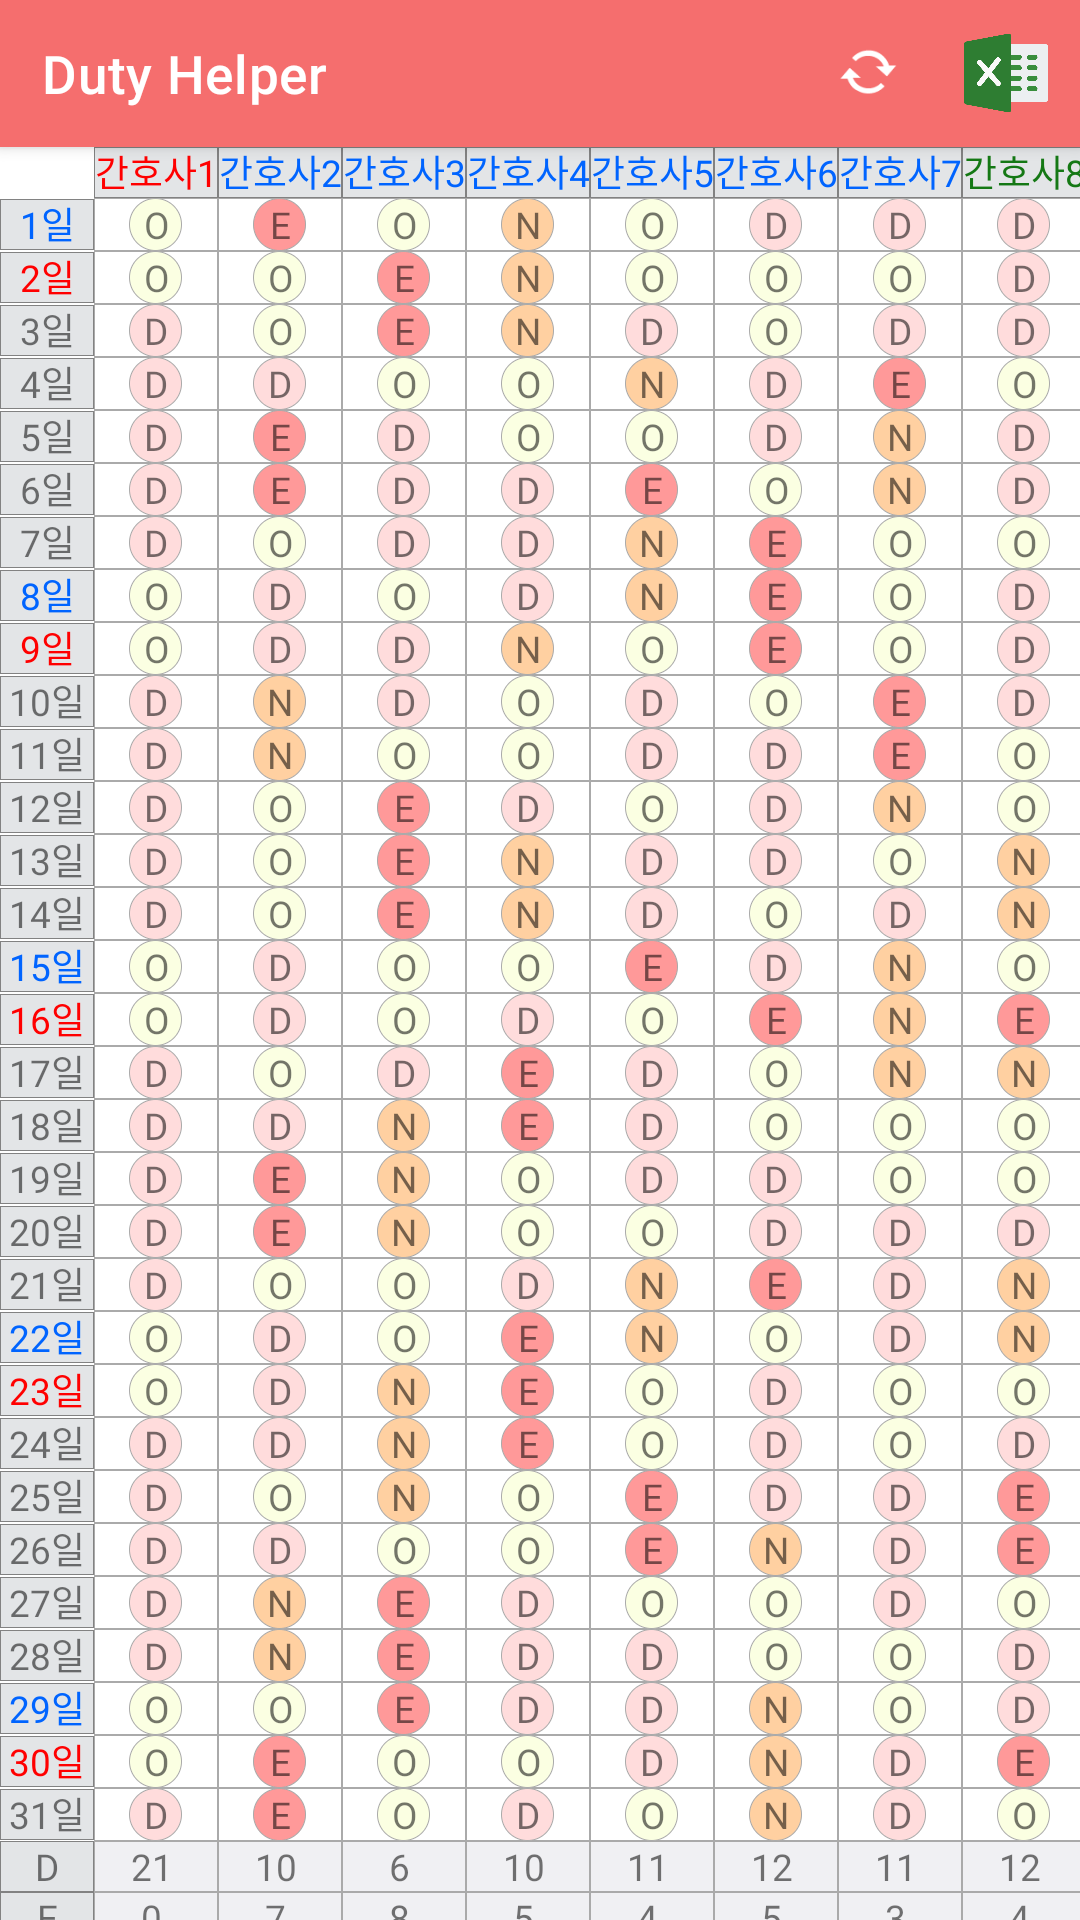 Duty Helper
간호사1 간호사2 간호사3 간호사4 간호사5 간호사6 간호사7 간호사8
1일 O E O N O D D D
2일 O O E N O O O D
3일 D O E N D O D D
4일 D D O O N D E O
5일 D E D O O D N D
6일 D E D D E O N D
7일 D O D D N E O O
8일 O D O D N E O D
9일 O D D N O E O D
10일 D N D O D O E D
11일 D N O O D D E O
12일 D O E D O D N O
13일 D O E N D D O N
14일 D O E N D O D N
15일 O D O O E D N O
16일 O D O D O E N E
17일 D O D E D O N N
18일 D D N E D O O O
19일 D E N O D D O O
20일 D E N O O D D D
21일 D O O D N E D N
22일 O D O E N O D N
23일 O D N E O D O O
24일 D D N E O D O D
25일 D O N O E D D E
26일 D D O O E N D E
27일 D N E D O O D O
28일 D N E D D O O D
29일 O O E D D N O D
30일 O E O O D N D E
31일 D E O D O N D O
D 21 10 6 10 11 12 11 12
E 0 7 8 5 4 5 3 4